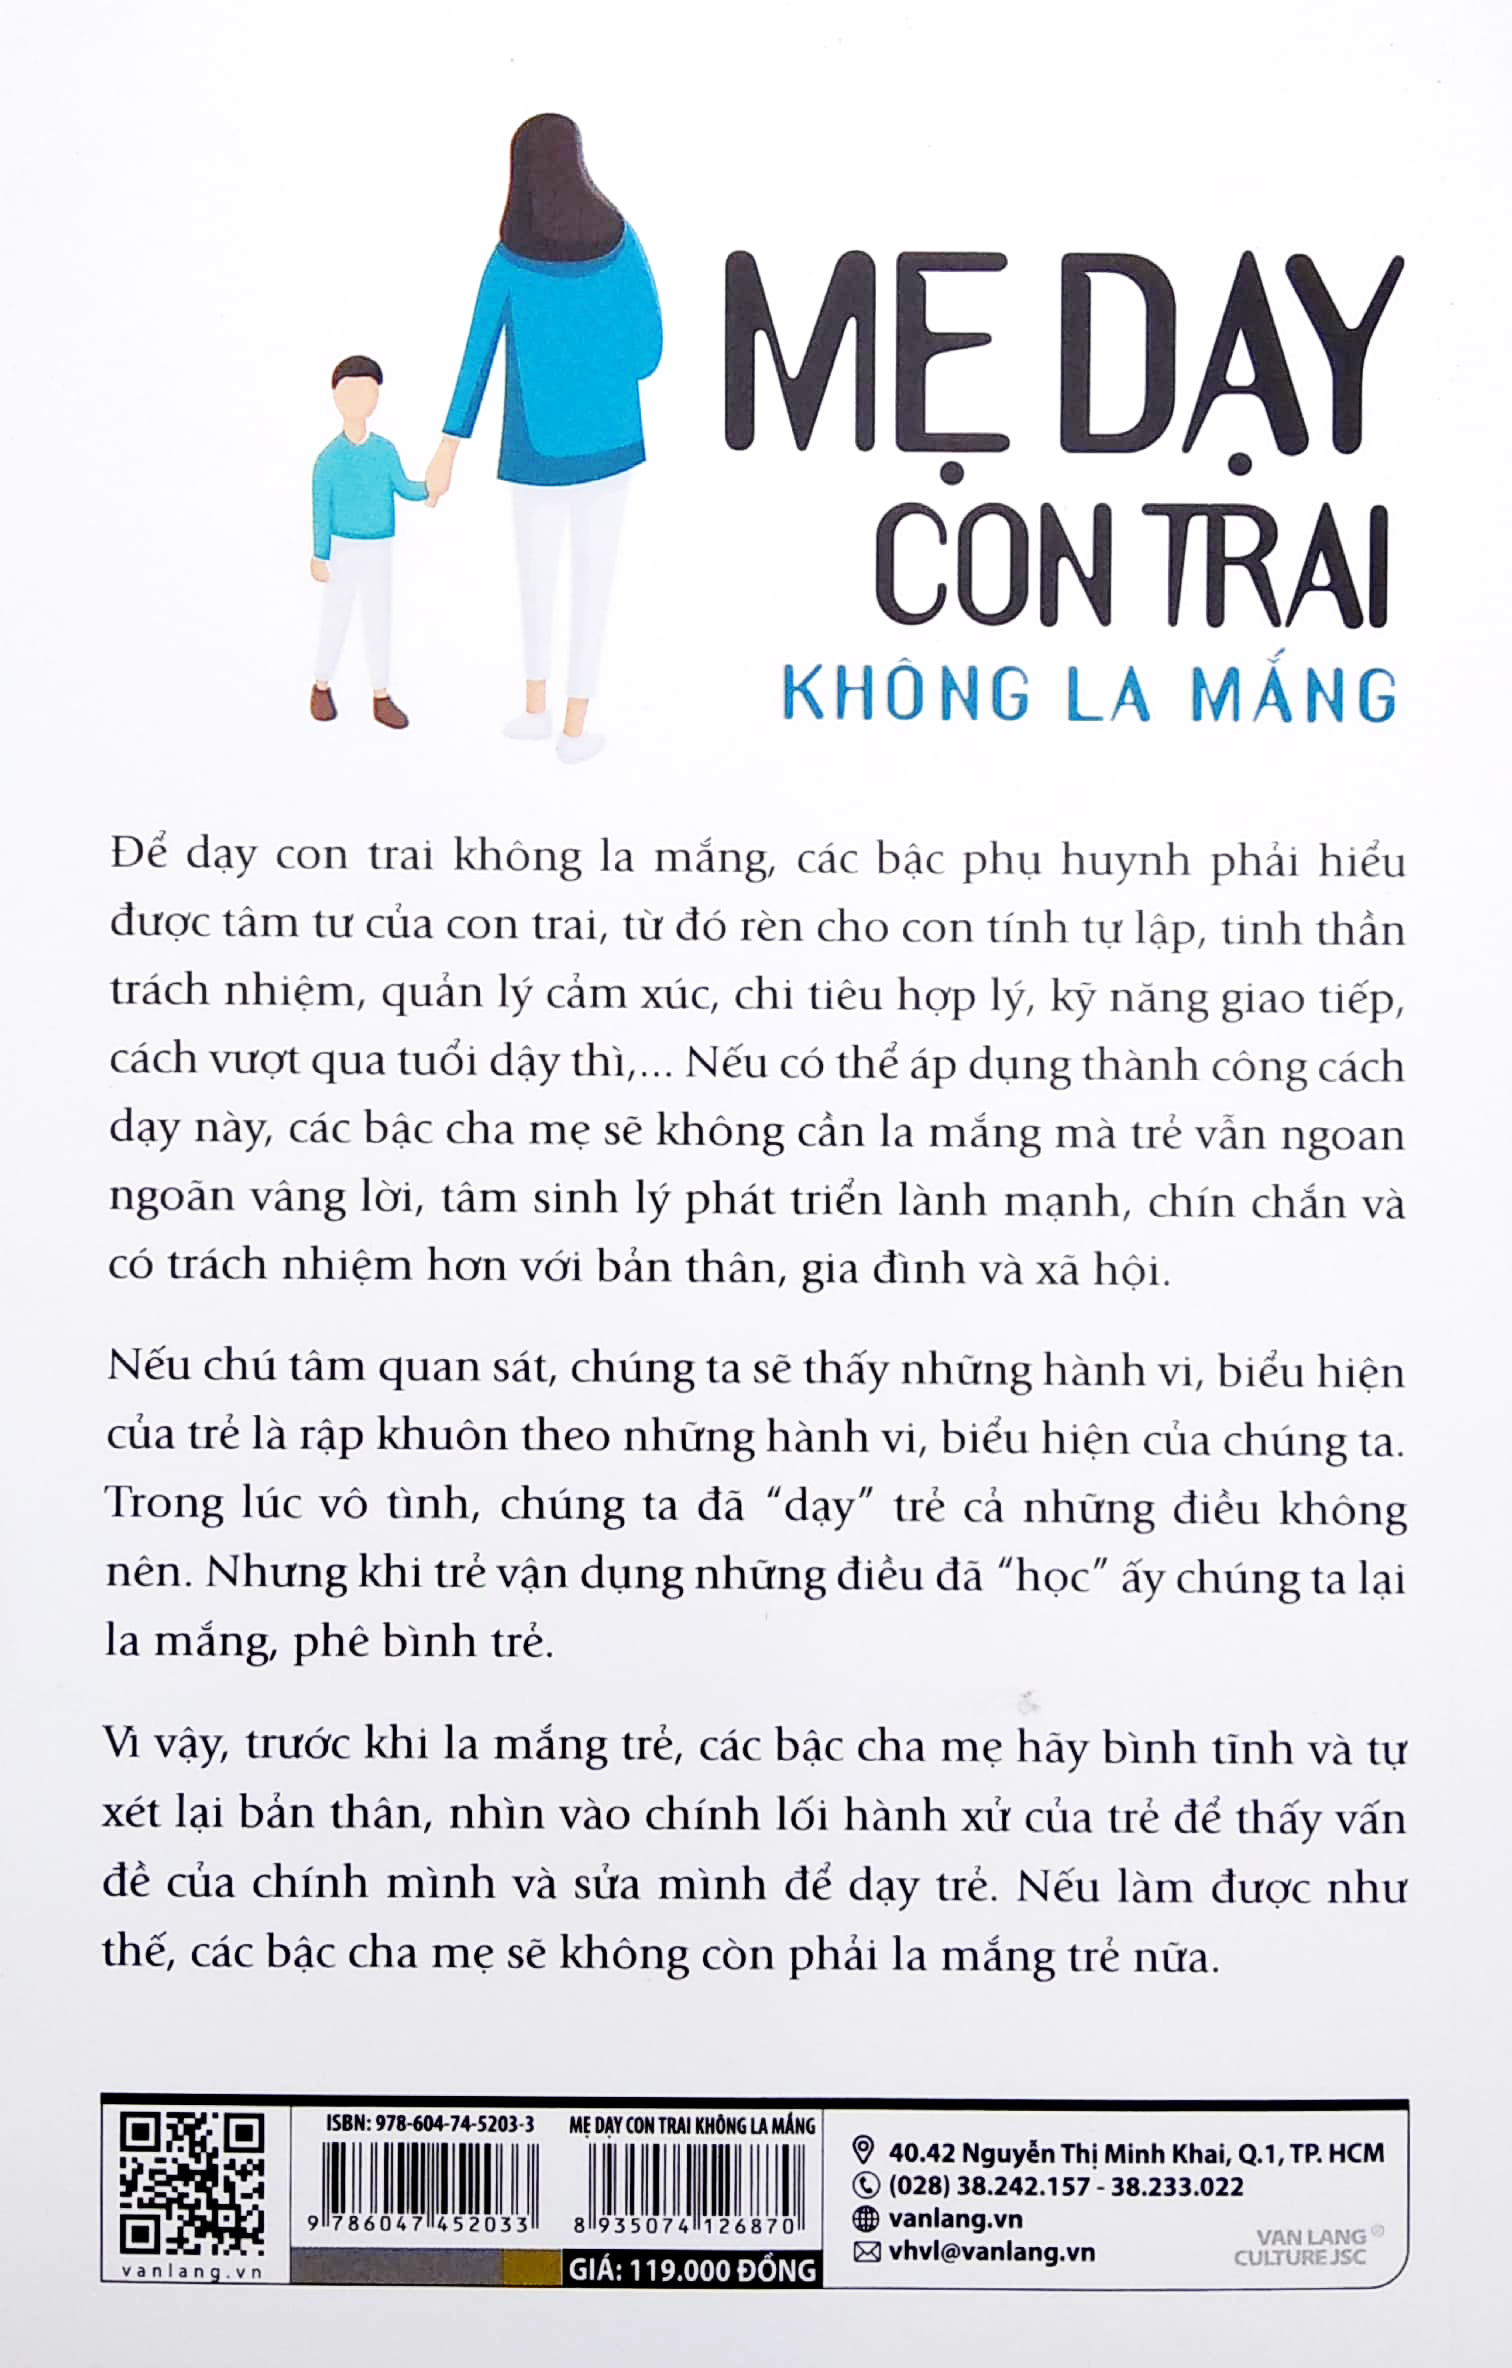 MẸ DẠY
CON TRAI
KHÔNG LA MẮNG
Để dạy con trai không la mắng, các bậc phụ huynh phải hiểu
được tâm tư của con trai, từ đó rèn cho con tính tự lập, tinh thần
trách nhiệm, quản lý cảm xúc, chi tiêu hợp lý, kỹ năng giao tiếp,
cách vượt qua tuổi dậy thì,... Nếu có thể áp dụng thành công cách
dạy này, các bậc cha mẹ sẽ không cần la mắng mà trẻ vẫn ngoan
ngoãn vâng lời, tâm sinh lý phát triển lành mạnh, chín chắn và
có trách nhiệm hơn với bản thân, gia đình và xã hội.
Nếu chú tâm quan sát, chúng ta sẽ thấy những hành vi, biểu hiện
của trẻ là rập khuôn theo những hành vi, biểu hiện của chúng ta.
Trong lúc vô tình, chúng ta đã “dạy” trẻ cả những điều không
nên. Nhưng khi trẻ vận dụng những điều đã “học” ấy chúng ta lại
la mắng, phê bình trẻ.
Vì vậy, trước khi la mắng trẻ, các bậc cha mẹ hãy bình tĩnh và tự
xét lại bản thân, nhìn vào chính lối hành xử của trẻ để thấy vấn
đề của chính mình và sửa mình để dạy trẻ. Nếu làm được như
thế, các bậc cha mẹ sẽ không còn phải la mắng trẻ nữa.
vanlang.vn
ISBN: 978-604-74-5203-3
9 786047 452033
MẸ DẠY CON TRAI KHÔNG LA MẮNG
8 935074 126870
GIÁ: 119.000 ĐỒNG
40.42 Nguyễn Thị Minh Khai, Q.1, TP. HCM
(028) 38.242.157 - 38.233.022
vanlang.vn
vhvl@vanlang.vn
VAN LANG®
CULTURE JSC